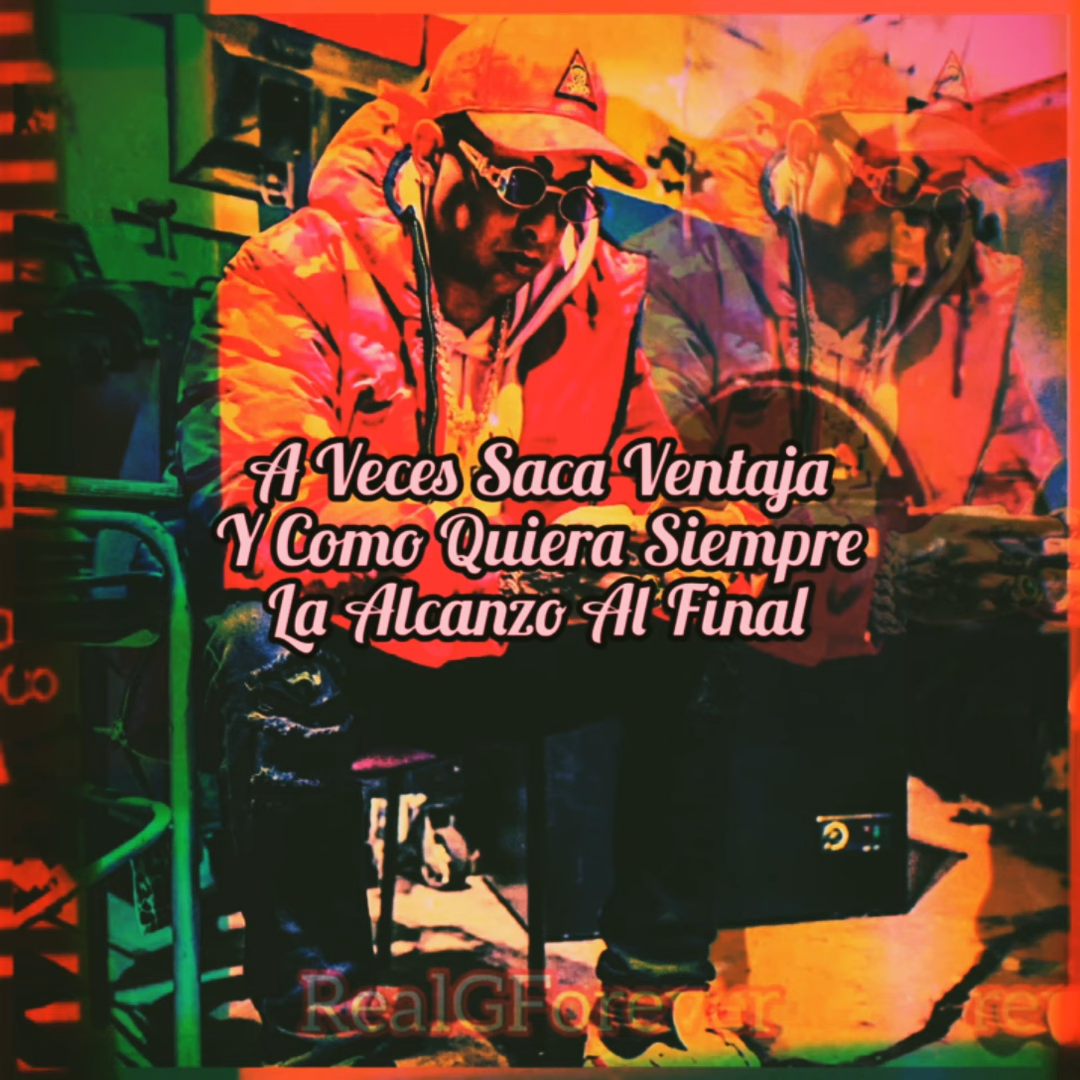 A Veces Saca Ventaja
Y Como Quiera Siempre
La Alcanzo Al Final
RealGForever